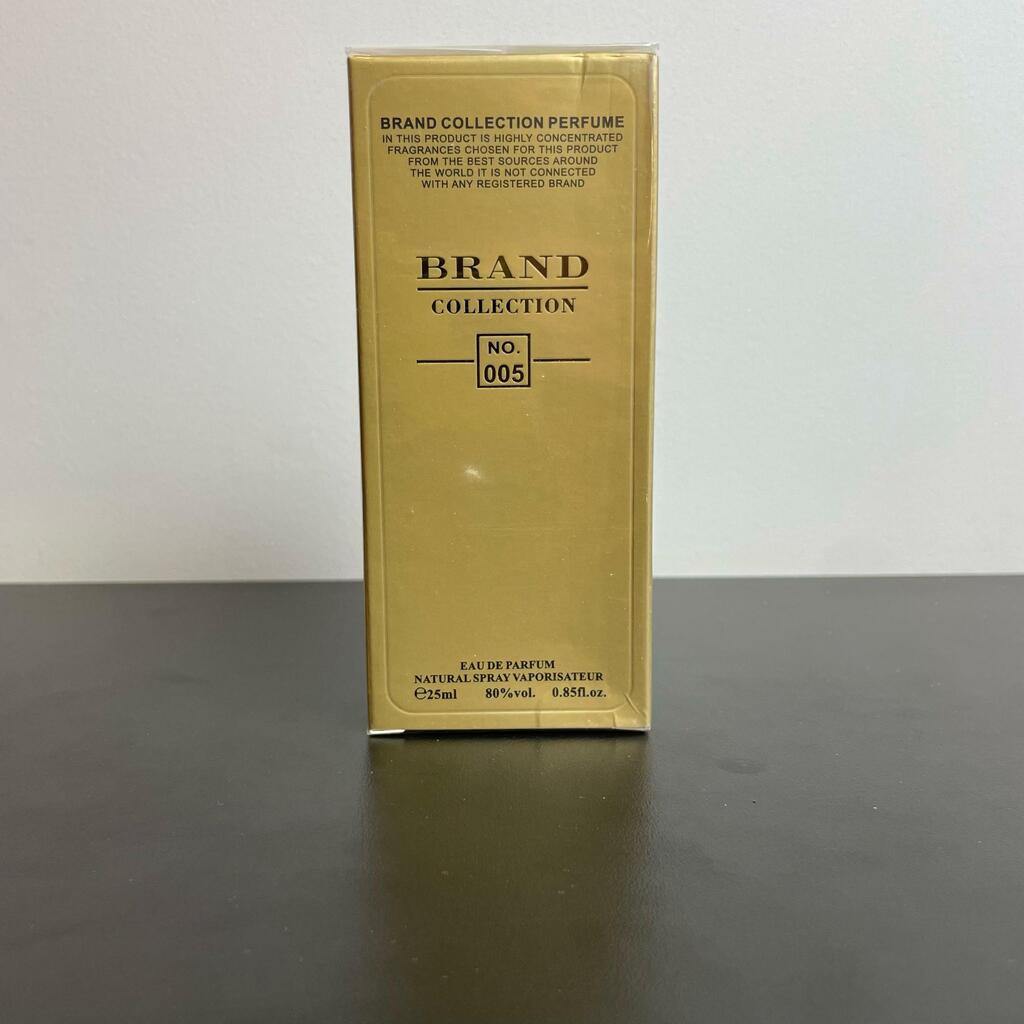 BRAND COLLECTION PERFUME
IN THIS PRODUCT IS HIGHLY CONCENTRATED
FRAGRANCES CHOSEN FOR THIS PRODUCT
FROM THE BEST SOURCES AROUND
THE WORLD IT IS NOT CONNECTED
WITH ANY REGISTERED BRAND
BRAND
COLLECTION
NO.
005
EAU DE PARFUM
NATURAL SPRAY VAPORISATEUR
℮25ml 80%vol. 0.85fl.oz.